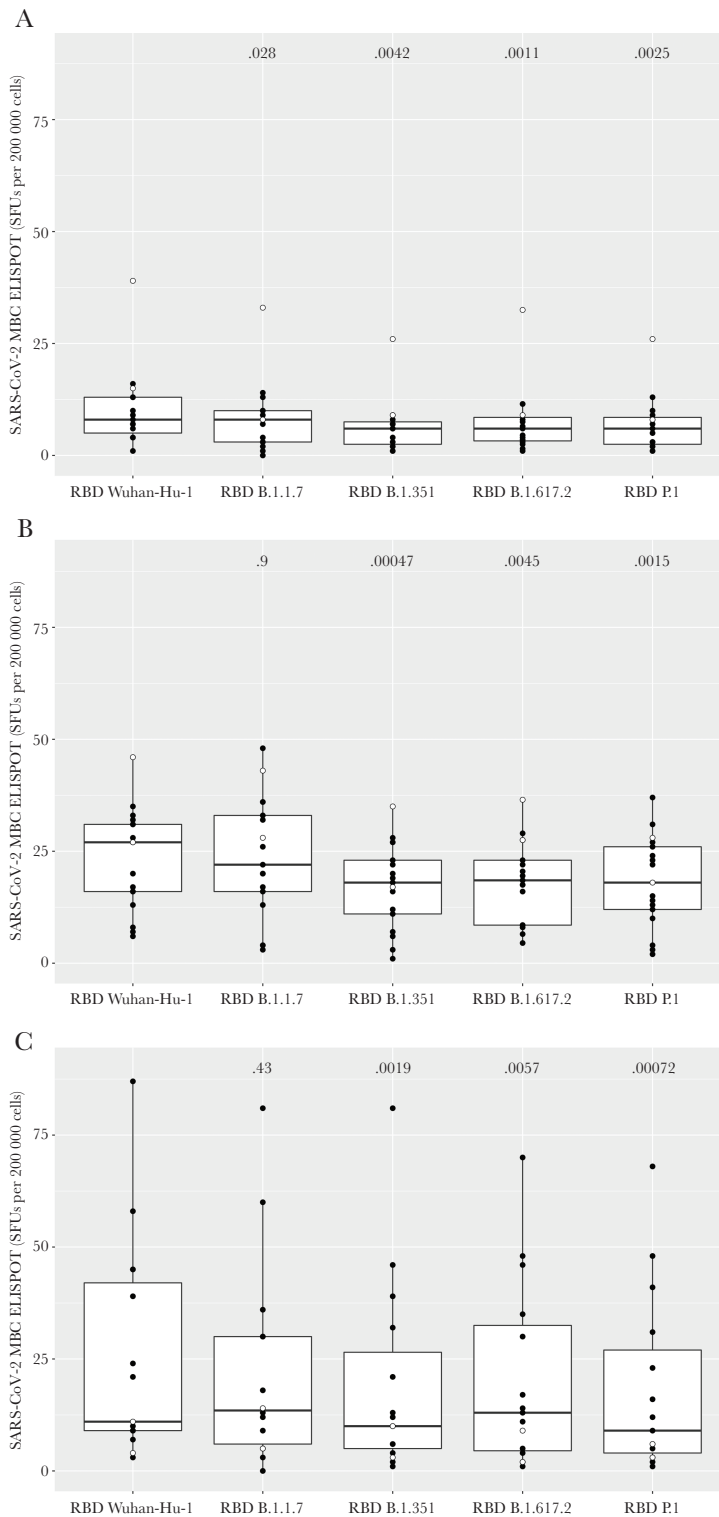 A
.028 .0042 .0011 .0025
SARS-CoV-2 MBC ELISPOT (SFUs per 200 000 cells)
75
50
25
0
RBD Wuhan-Hu-1 RBD B.1.1.7 RBD B.1.351 RBD B.1.617.2 RBD P.1
B
.9 .00047 .0045 .0015
SARS-CoV-2 MBC ELISPOT (SFUs per 200 000 cells)
75
50
25
0
RBD Wuhan-Hu-1 RBD B.1.1.7 RBD B.1.351 RBD B.1.617.2 RBD P.1
C
.43 .0019 .0057 .00072
SARS-CoV-2 MBC ELISPOT (SFUs per 200 000 cells)
75
50
25
0
RBD Wuhan-Hu-1 RBD B.1.1.7 RBD B.1.351 RBD B.1.617.2 RBD P.1